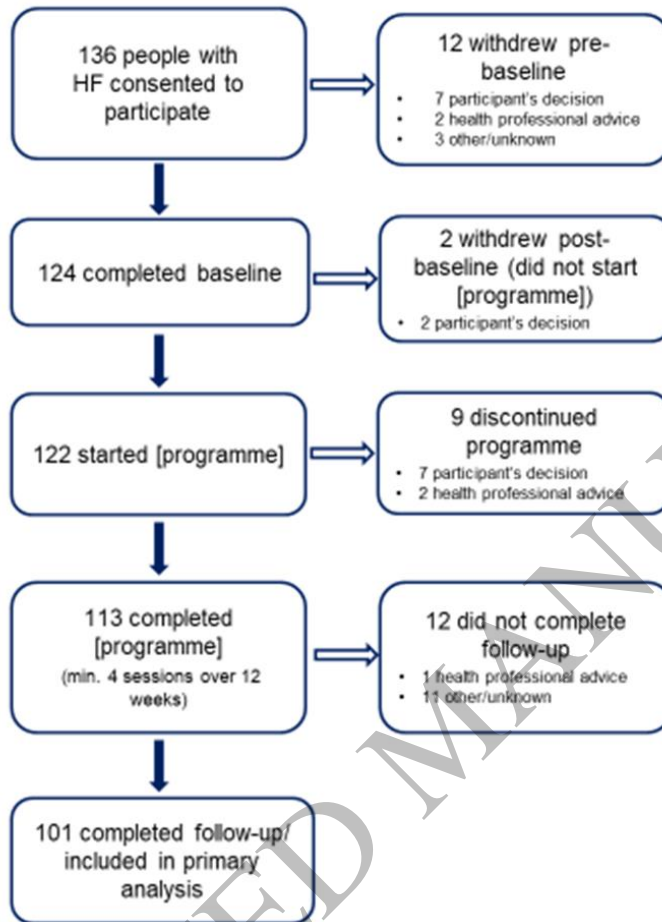 136 people with
HF consented to
participate
12 withdrew pre-
baseline
• 7 participant's decision
• 2 health professional advice
• 3 other/unknown
124 completed baseline
2 withdrew post-
baseline (did not start
[programme])
• 2 participant's decision
122 started [programme]
9 discontinued
programme
• 7 participant's decision
• 2 health professional advice
113 completed
[programme]
(min. 4 sessions over 12
weeks)
12 did not complete
follow-up
• 1 health professional advice
• 11 other/unknown
101 completed follow-up/
included in primary
analysis